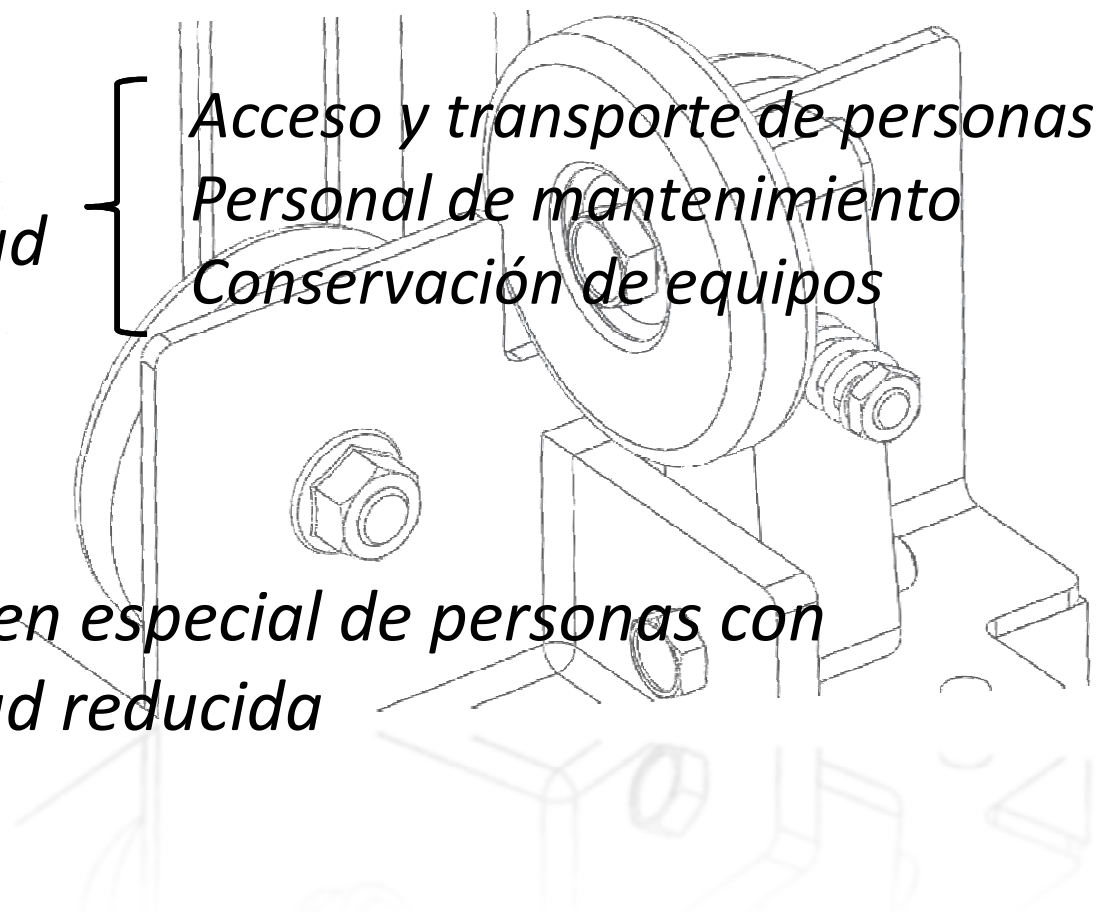 Acceso y transporte de personas
Personal de mantenimiento
Conservación de equipos
en especial de personas con
reducida